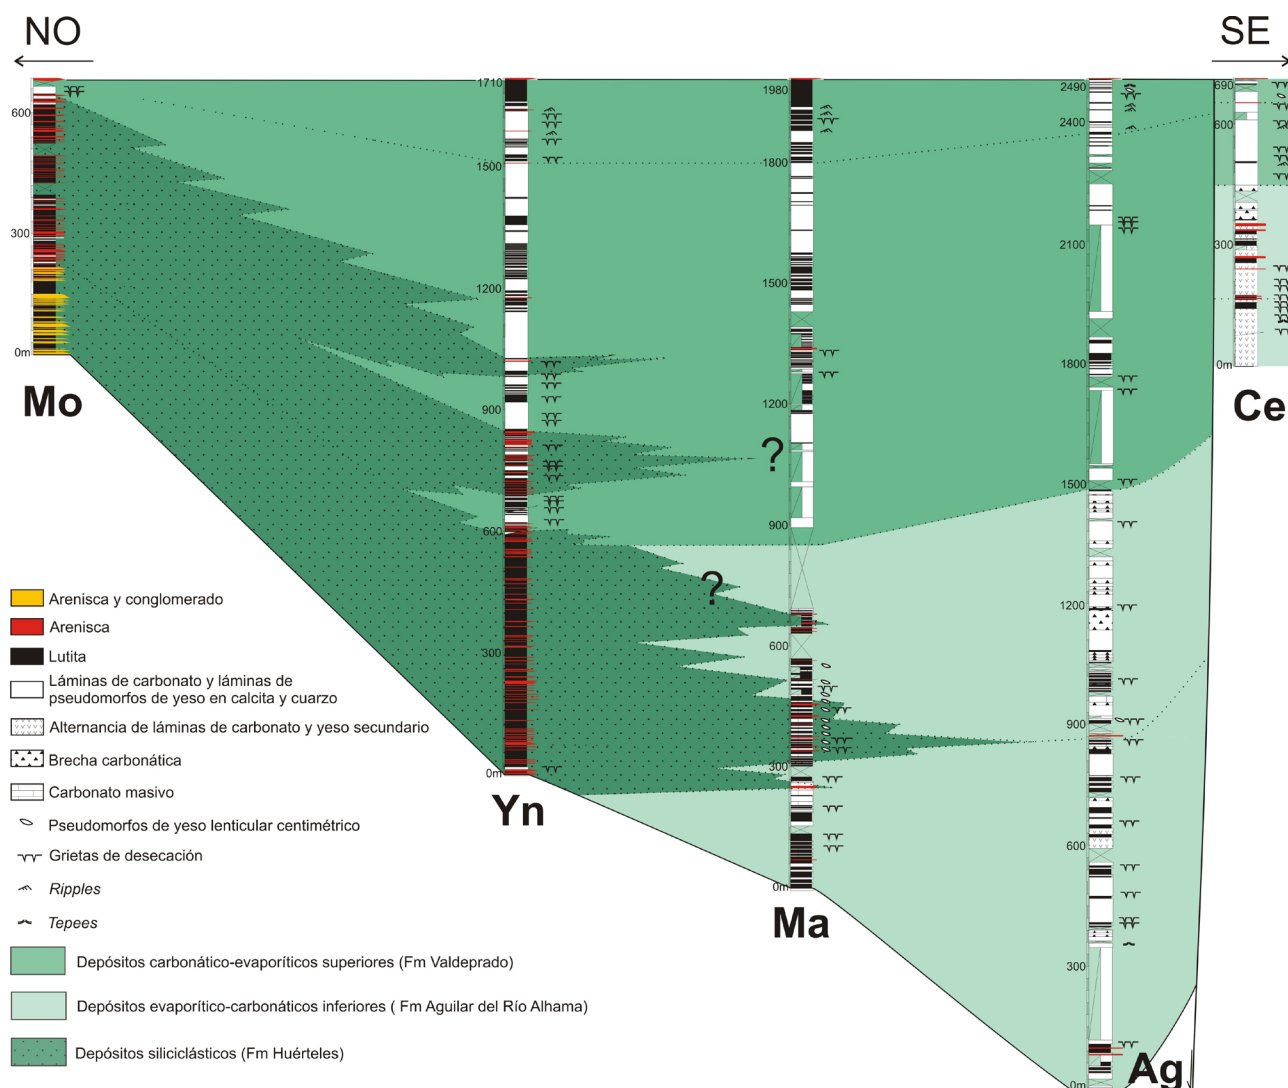 NO
SE
1710
1500
1200
900
600
300
0m
1980
1800
1500
1200
900
600
300
0m
2490
2400
2100
1800
1500
1200
900
600
300
0m
690
600
300
0m
600
300
0m
Mo
Yn
Ma
Ag
Ce
?
?
Arenisca y conglomerado
Arenisca
Lutita
Láminas de carbonato y láminas de
pseudomorfos de yeso en calcita y cuarzo
Alternancia de láminas de carbonato y yeso secundario
Brecha carbonática
Carbonato masivo
Pseudomorfos de yeso lenticular centimétrico
Grietas de desecación
Ripples
Tepees
Depósitos carbonático-evaporíticos superiores (Fm Valdeprado)
Depósitos evaporítico-carbonáticos inferiores ( Fm Aguilar del Río Alhama)
Depósitos siliciclásticos (Fm Huérteles)